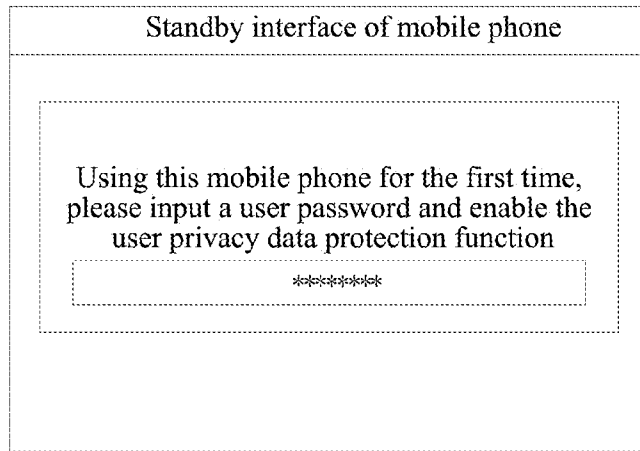 Standby interface of mobile phone
Using this mobile phone for the first time,
please input a user password and enable the
user privacy data protection function
********